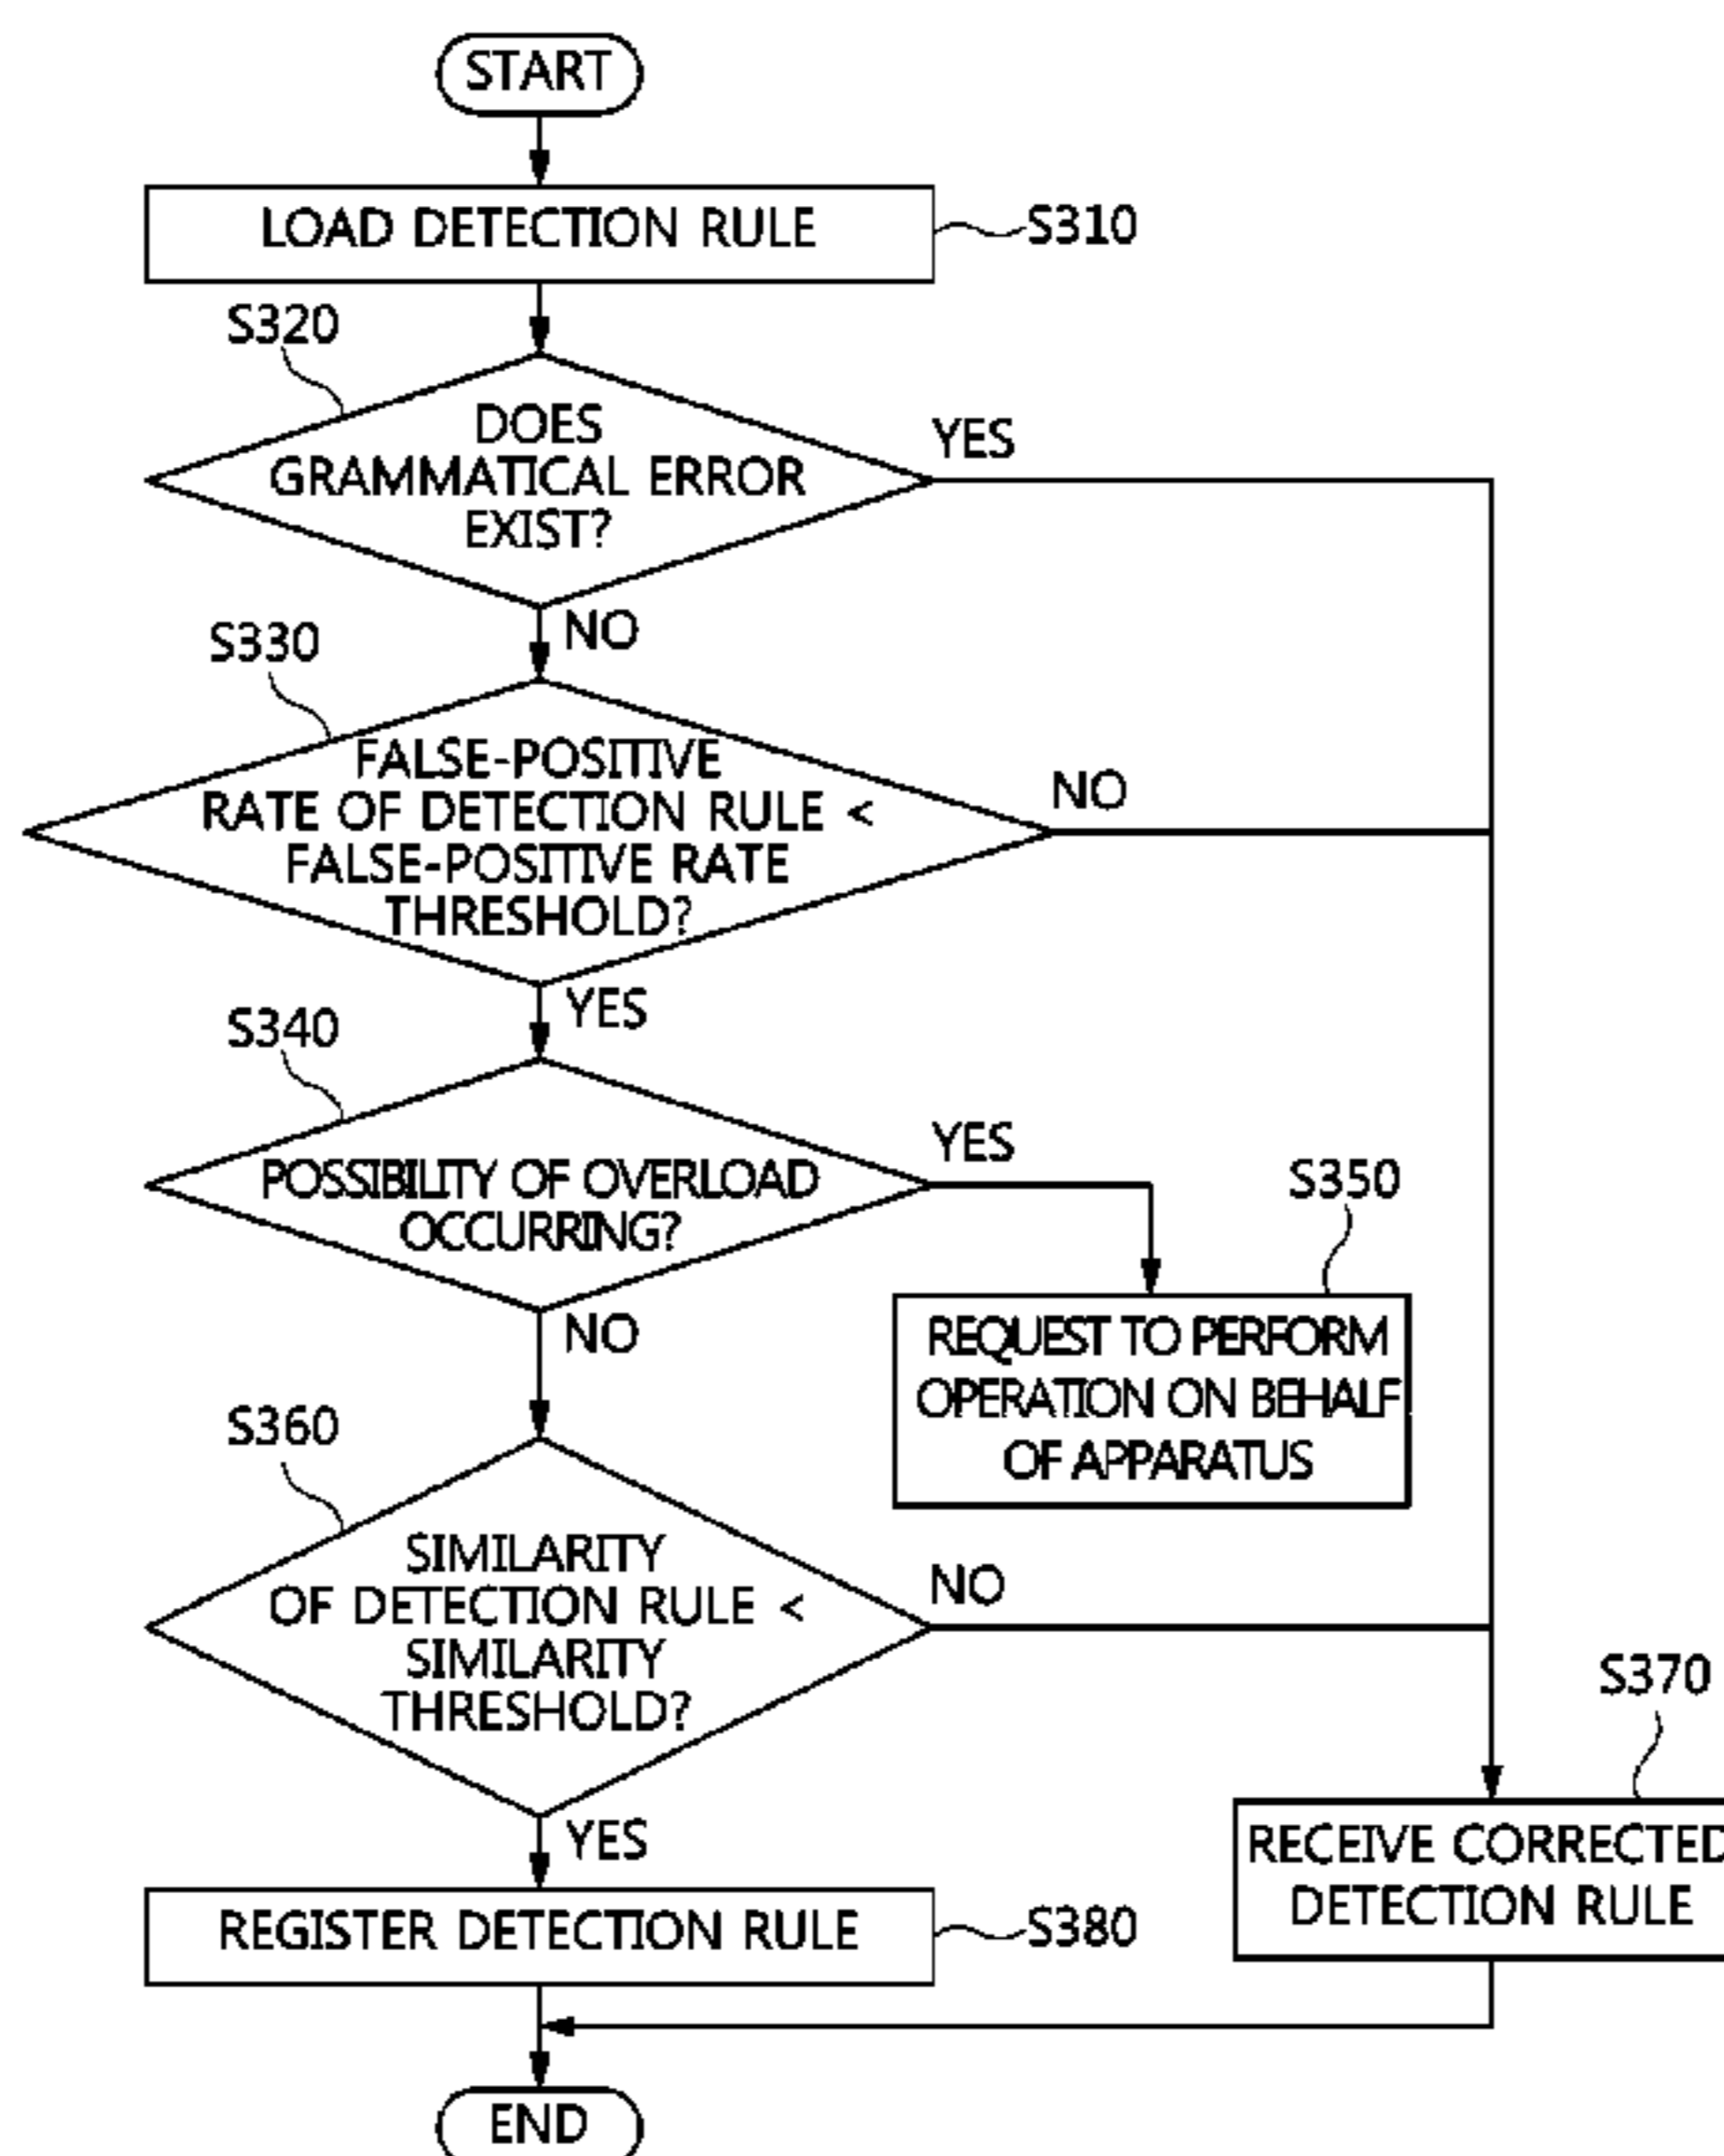 START
LOAD DETECTION RULE
S310
S320
DOES
GRAMMATICAL ERROR
EXIST?
YES
NO
S330
FALSE-POSITIVE
RATE OF DETECTION RULE <
FALSE-POSITIVE RATE
THRESHOLD?
NO
YES
S340
POSSIBILITY OF OVERLOAD
OCCURRING?
YES
NO
S350
REQUEST TO PERFORM
OPERATION ON BEHALF
OF APPARATUS
S360
SIMILARITY
OF DETECTION RULE <
SIMILARITY
THRESHOLD?
NO
YES
S370
RECEIVE CORRECTED
DETECTION RULE
REGISTER DETECTION RULE
S380
END